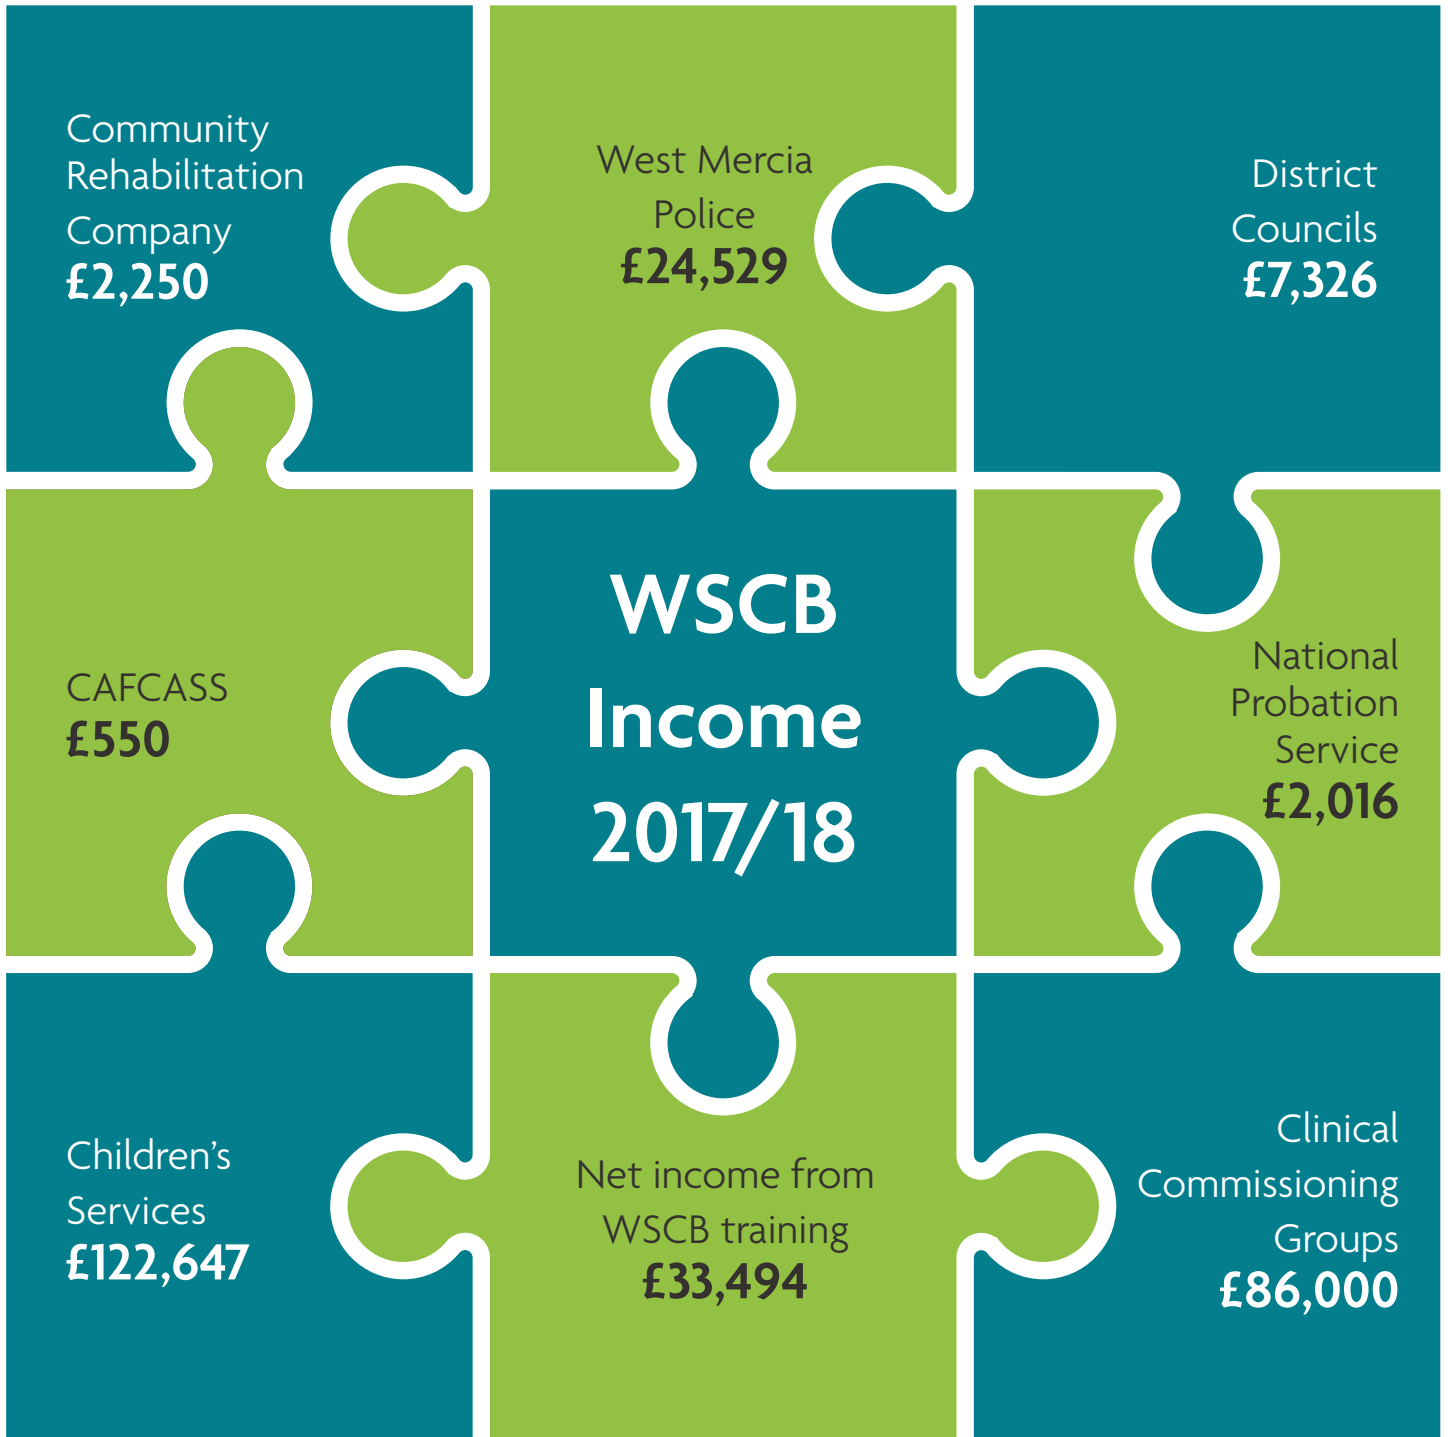 Community
Rehabilitation
Company
£2,250
West Mercia
Police
£24,529
District
Councils
£7,326
CAFCASS
£550
WSCB
Income
2017/18
National
Probation
Service
£2,016
Children’s
Services
£122,647
Net income from
WSCB training
£33,494
Clinical
Commissioning
Groups
£86,000